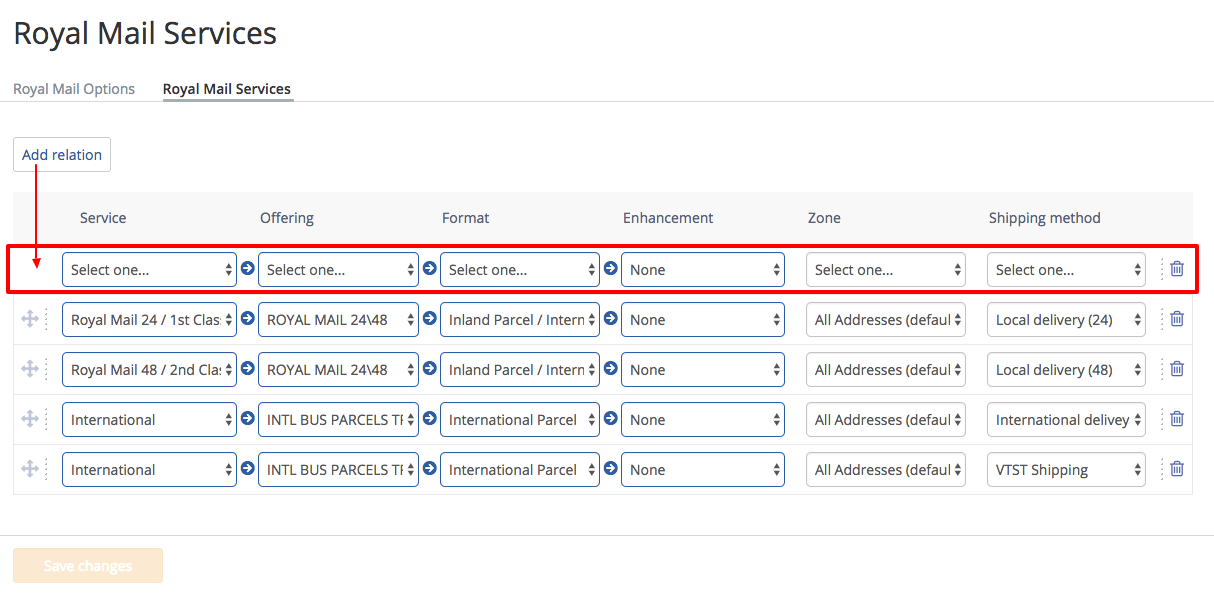 Royal Mail Services
Royal Mail Options Royal Mail Services
Add relation
Service Offering Format Enhancement Zone Shipping method
Select one... Select one... Select one... None Select one... Select one...
Royal Mail 24 / 1st Clas ROYAL MAIL 24\48 Inland Parcel / Intern None All Addresses (defaul Local delivery (24)
Royal Mail 48 / 2nd Cla ROYAL MAIL 24\48 Inland Parcel / Intern None All Addresses (defaul Local delivery (48)
International INTL BUS PARCELS TF International Parcel None All Addresses (defaul International delivey
International INTL BUS PARCELS TF International Parcel None All Addresses (defaul VTST Shipping
Save changes